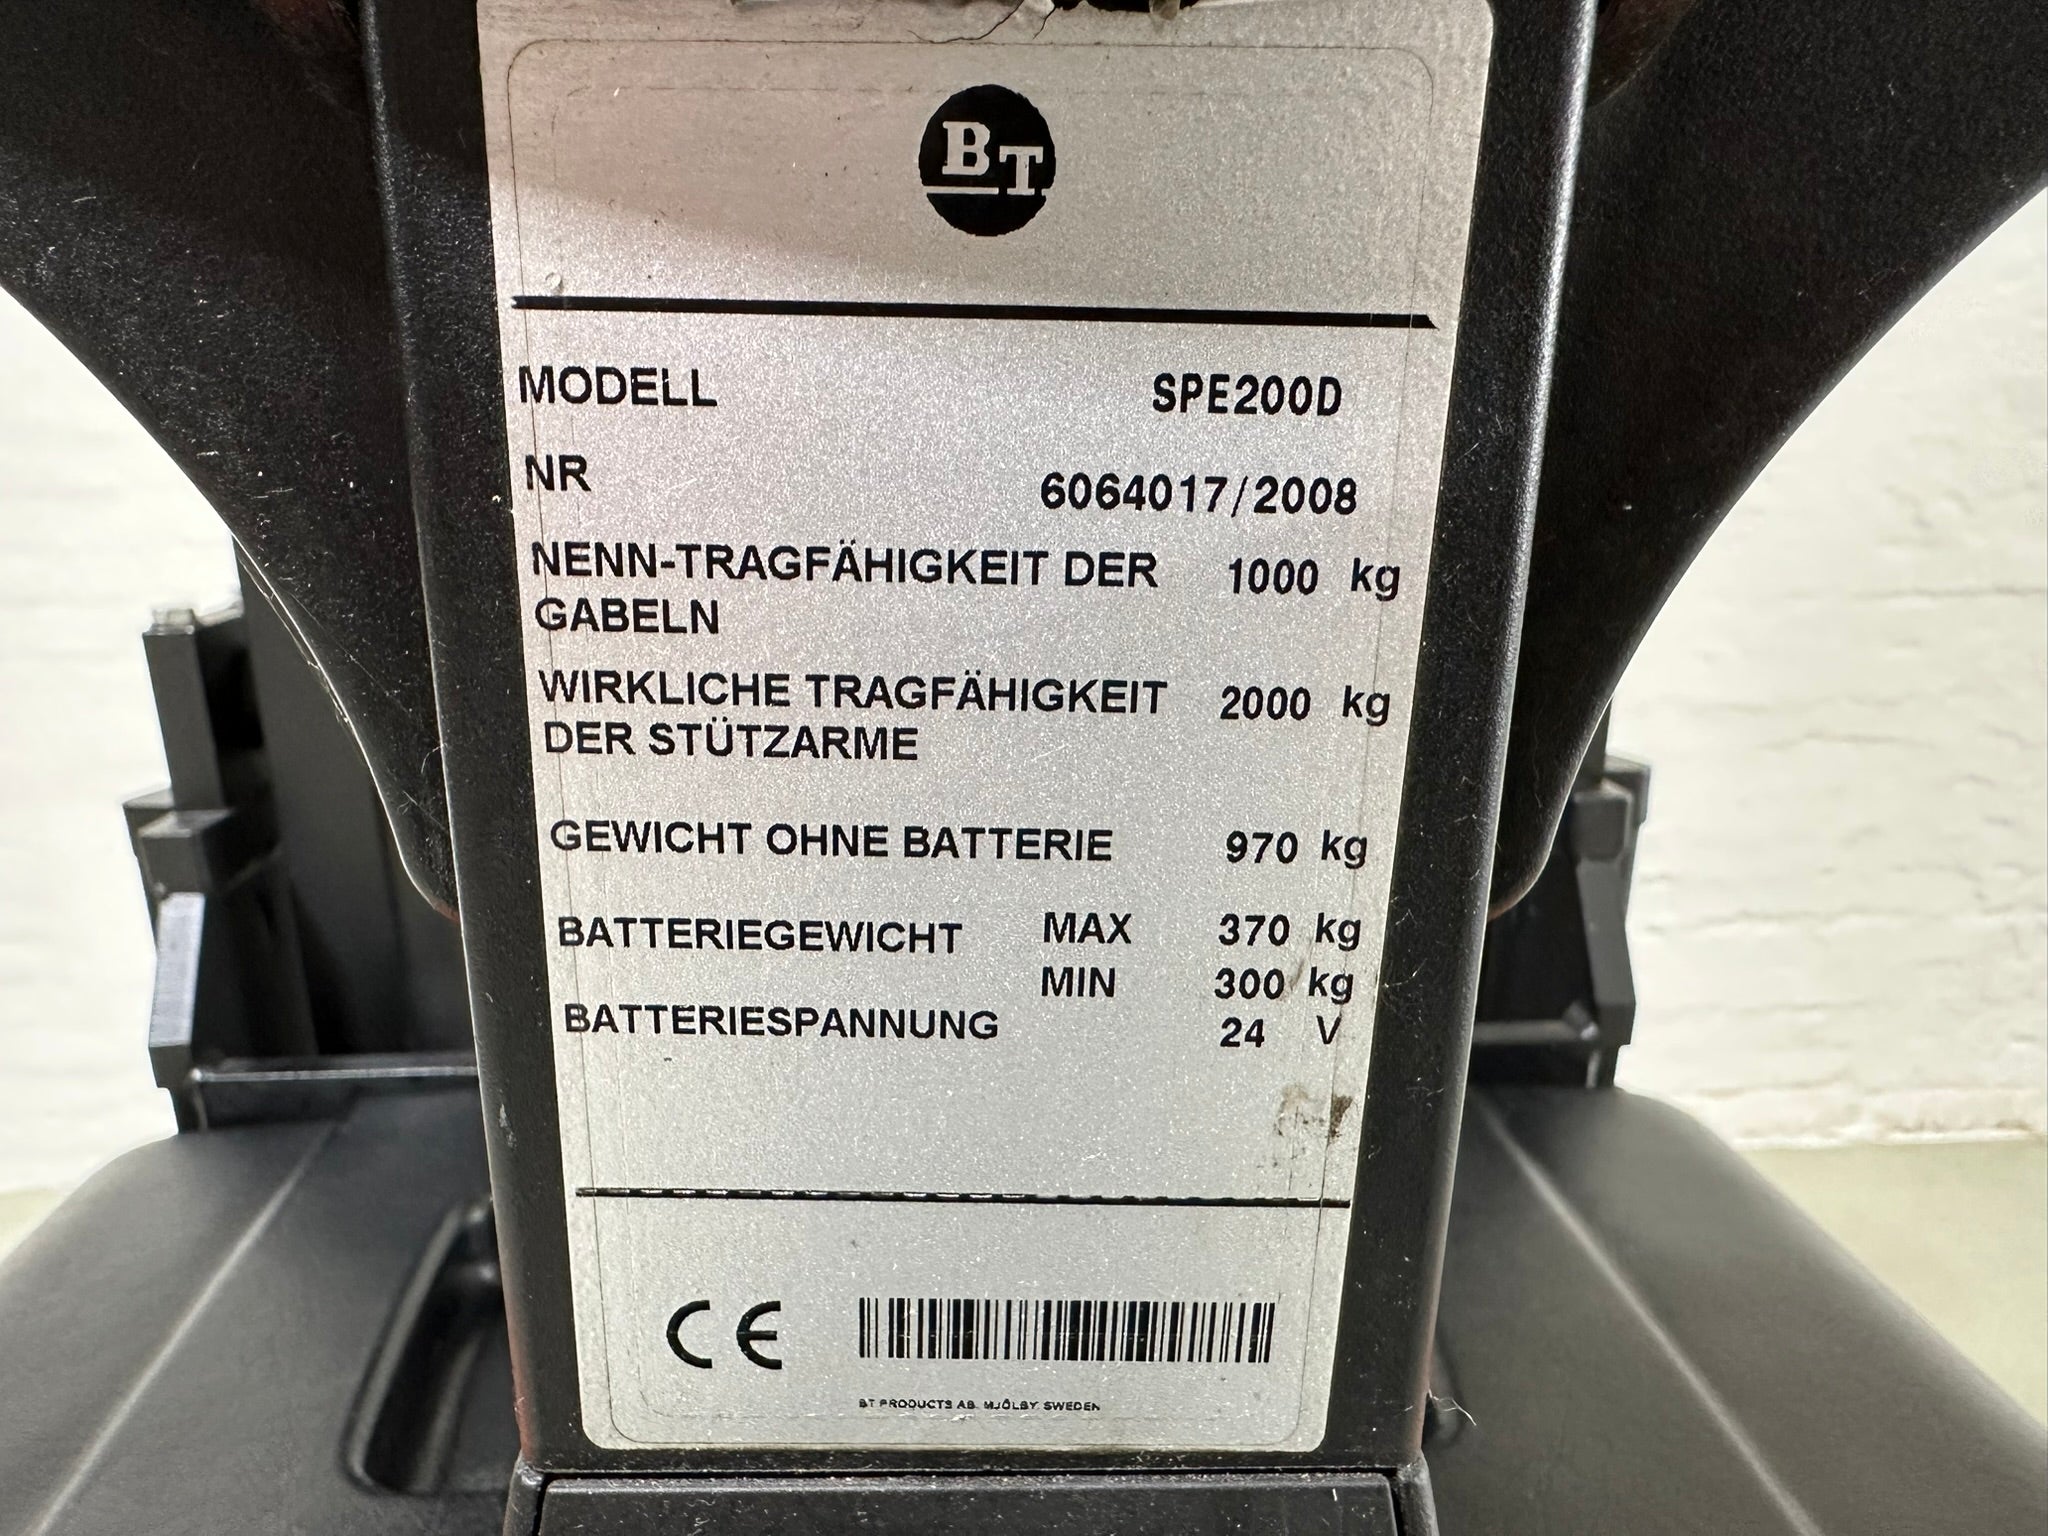 BT
MODELL SPE200D
NR 6064017/2008
NENN-TRAGFÄHIGKEIT DER 1000 kg
GABELN
WIRKLICHE TRAGFÄHIGKEIT 2000 kg
DER STÜTZARME
GEWICHT OHNE BATTERIE 970 kg
BATTERIEGEWICHT MAX 370 kg
MIN 300 kg
BATTERIESPANNUNG 24 V
CE
BT PRODUCTS AB MJÖLBY SWEDEN